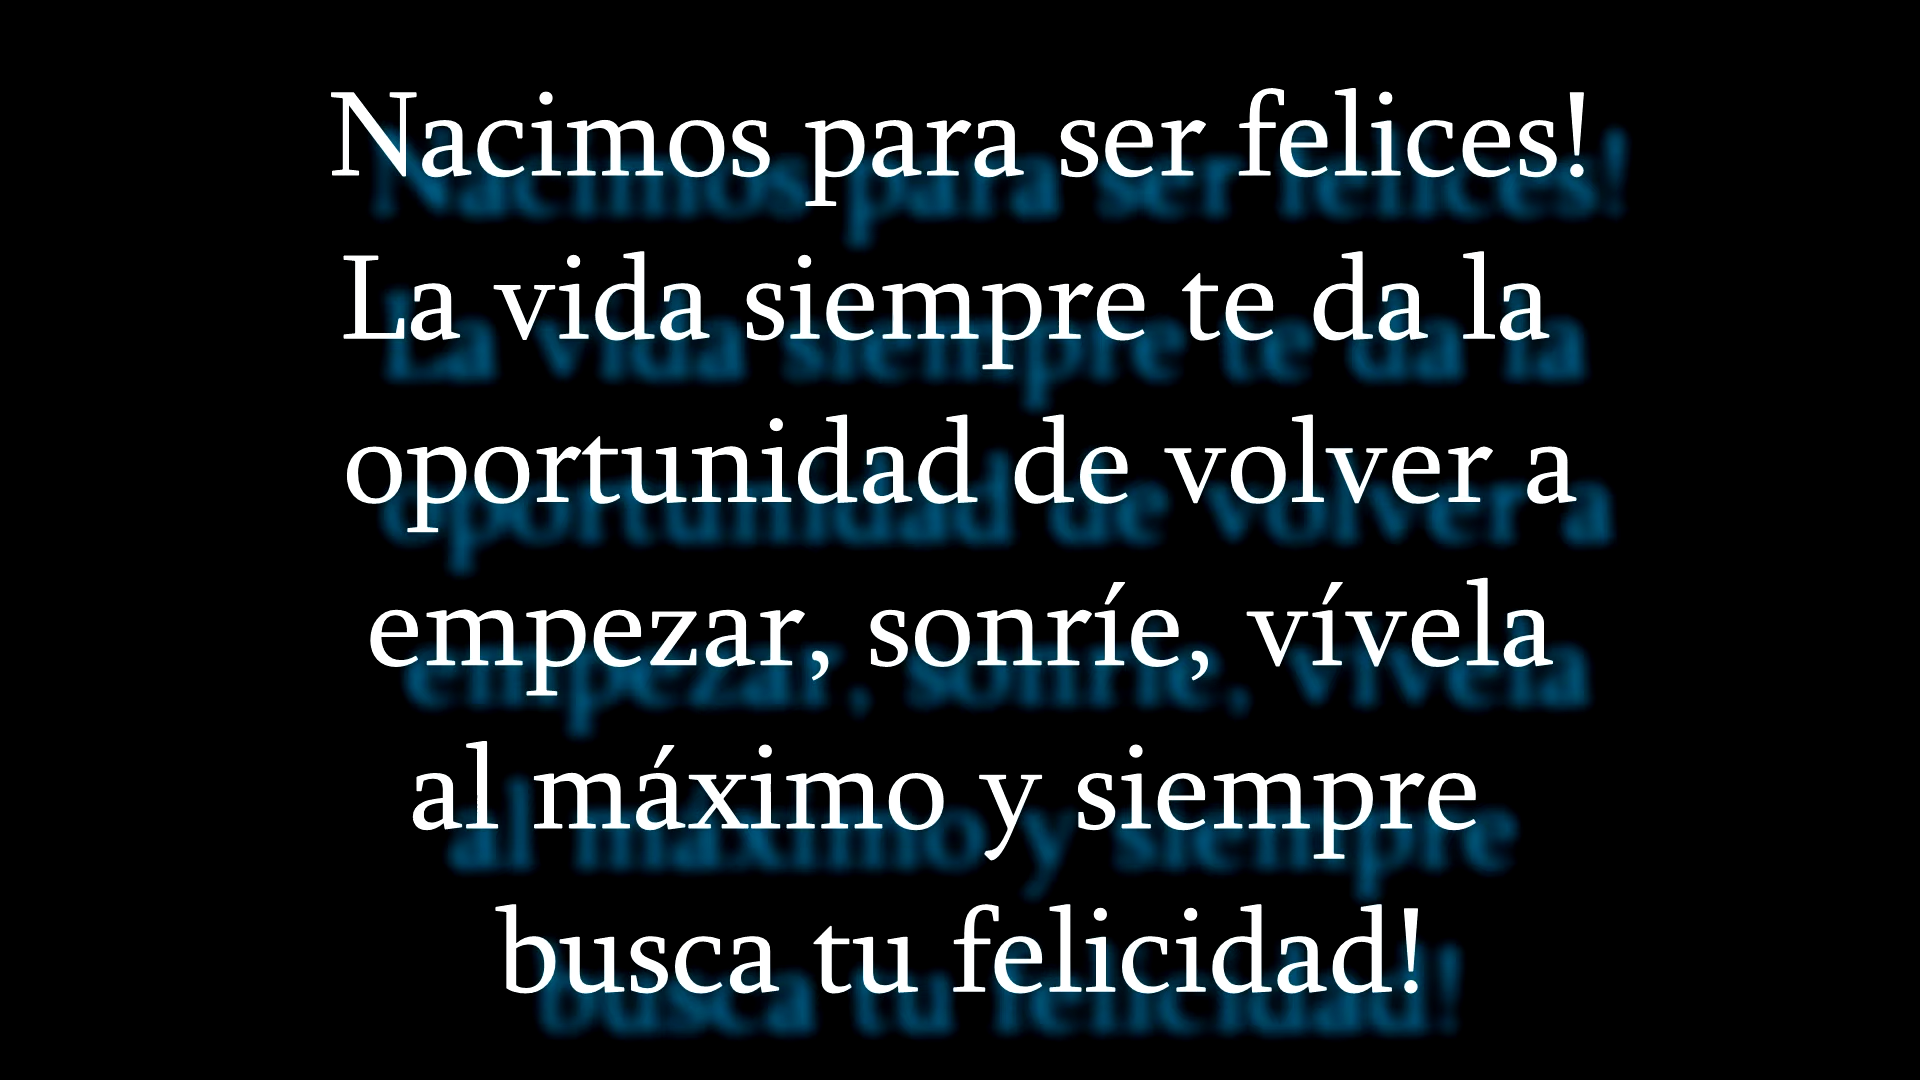 Nacimos para ser felices!
La vida siempre te da la
oportunidad de volver a
empezar, sonríe, vívela
al máximo y siempre
busca tu felicidad!